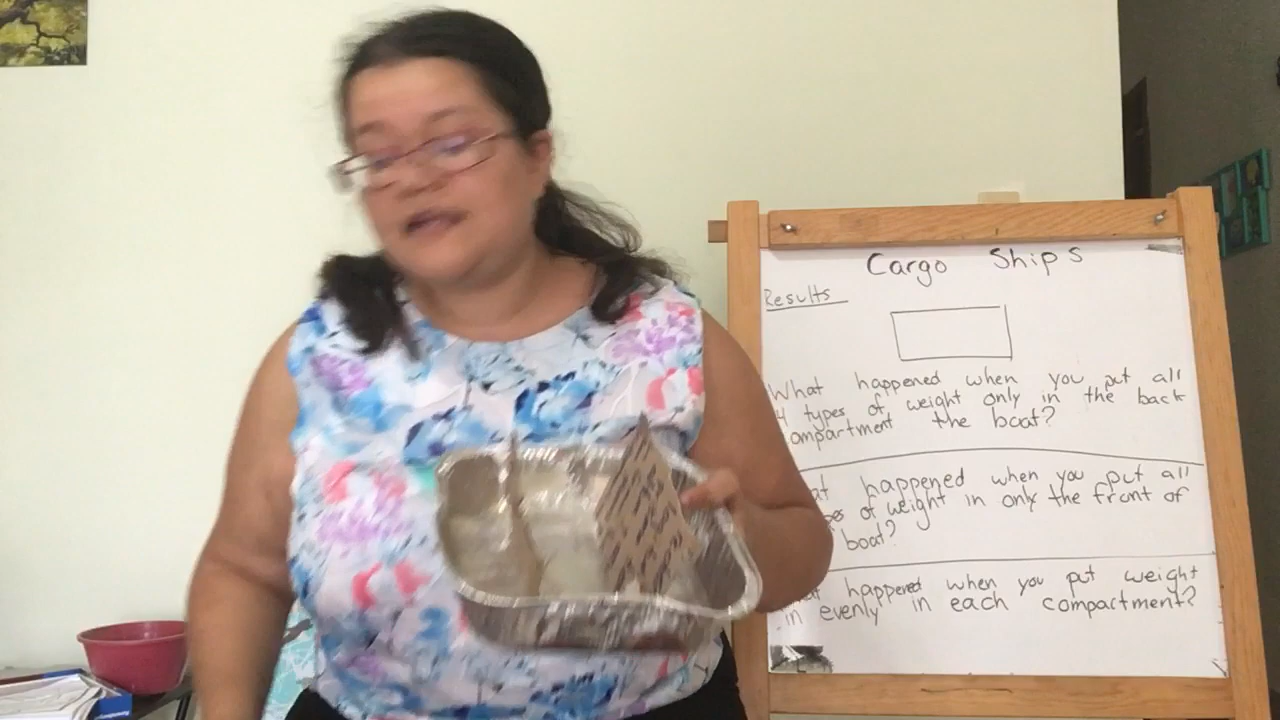 Cargo Ships
Results
What happened when you put all
4 types of weight only in the back
ompartment the boat?
at happened when you put all
of weight in only the front of
boat?
happened when you put weight
in evenly in each compartment?